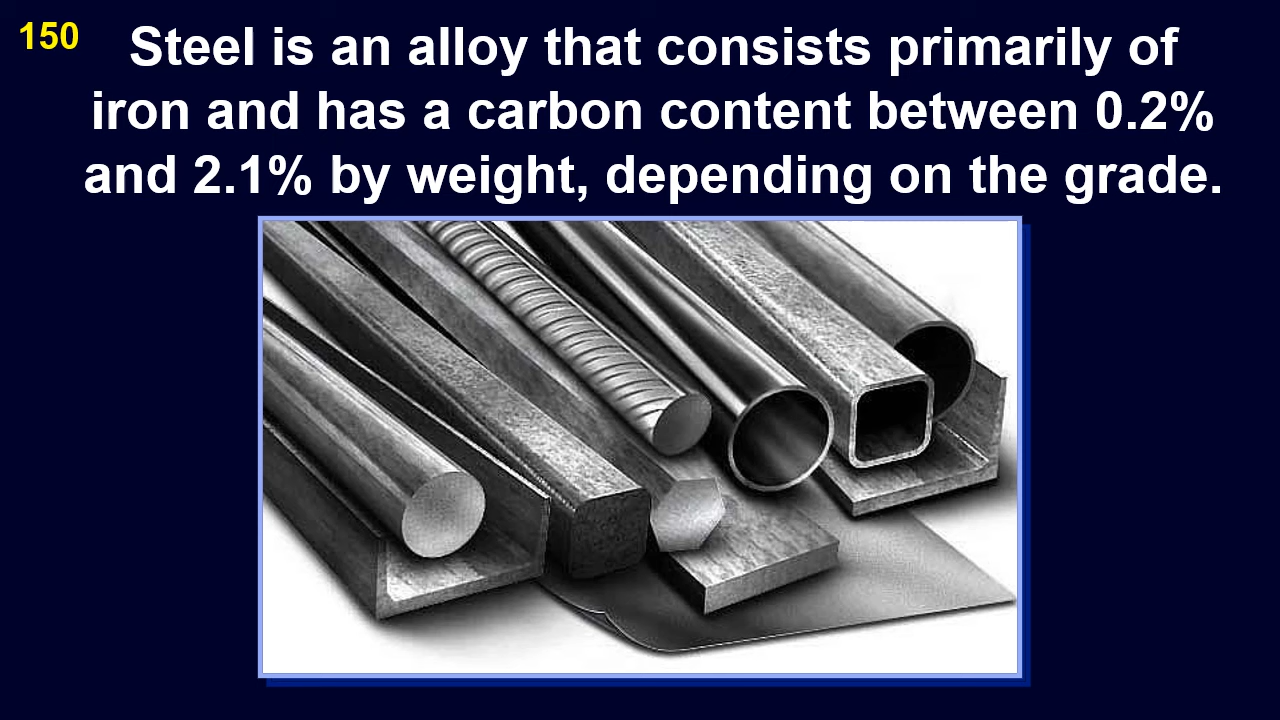 150
Steel is an alloy that consists primarily of
iron and has a carbon content between 0.2%
and 2.1% by weight, depending on the grade.